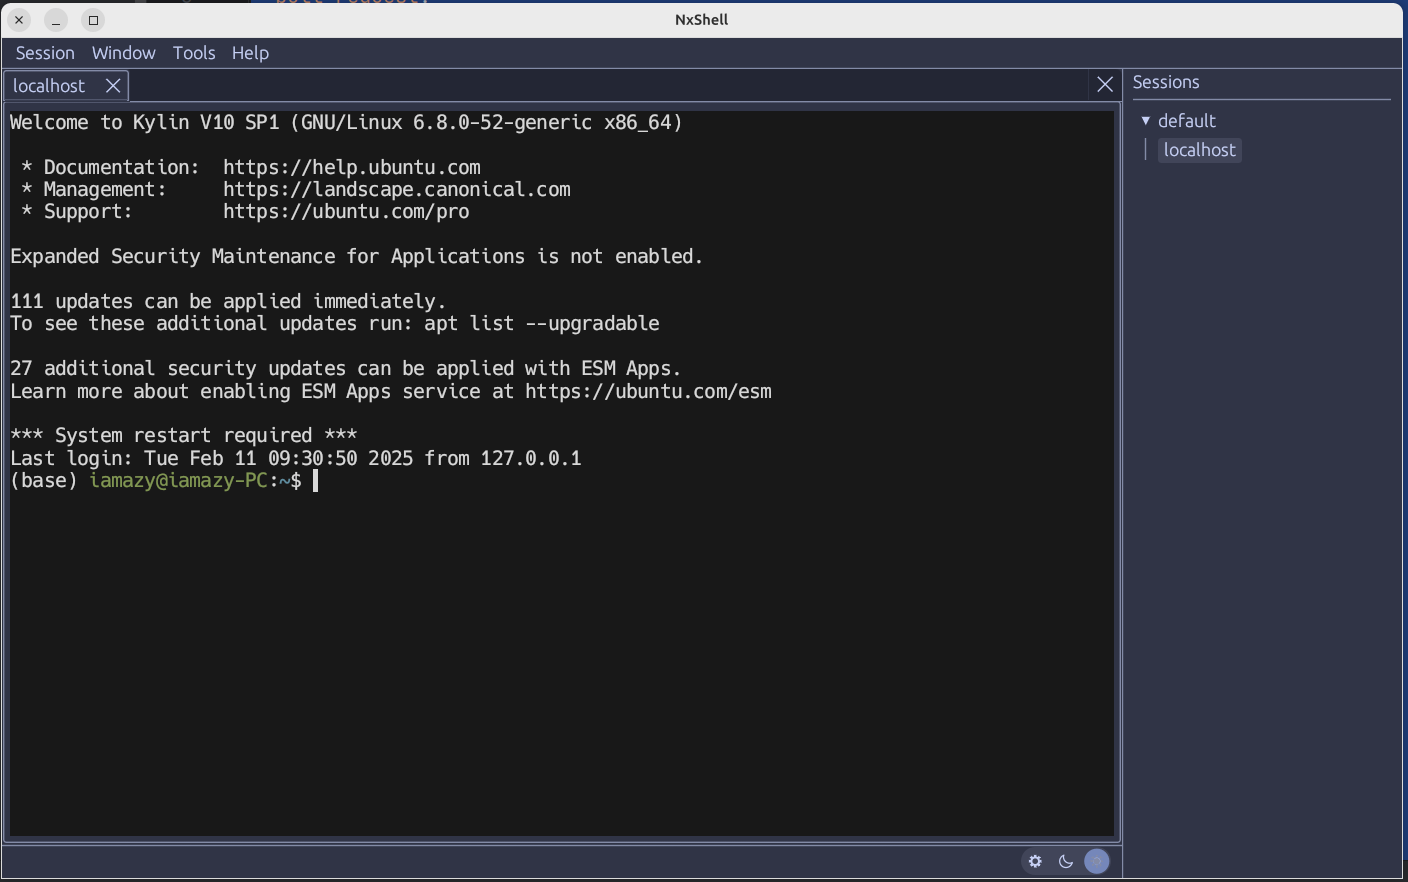 NxShell
Session Window Tools Help
localhost
Sessions
default
localhost
Welcome to Kylin V10 SP1 (GNU/Linux 6.8.0-52-generic x86_64)
* Documentation:  https://help.ubuntu.com
* Management:     https://landscape.canonical.com
* Support:        https://ubuntu.com/pro
Expanded Security Maintenance for Applications is not enabled.
111 updates can be applied immediately.
To see these additional updates run: apt list --upgradable
27 additional security updates can be applied with ESM Apps.
Learn more about enabling ESM Apps service at https://ubuntu.com/esm
*** System restart required ***
Last login: Tue Feb 11 09:30:50 2025 from 127.0.0.1
(base) iamazy@iamazy-PC:~$